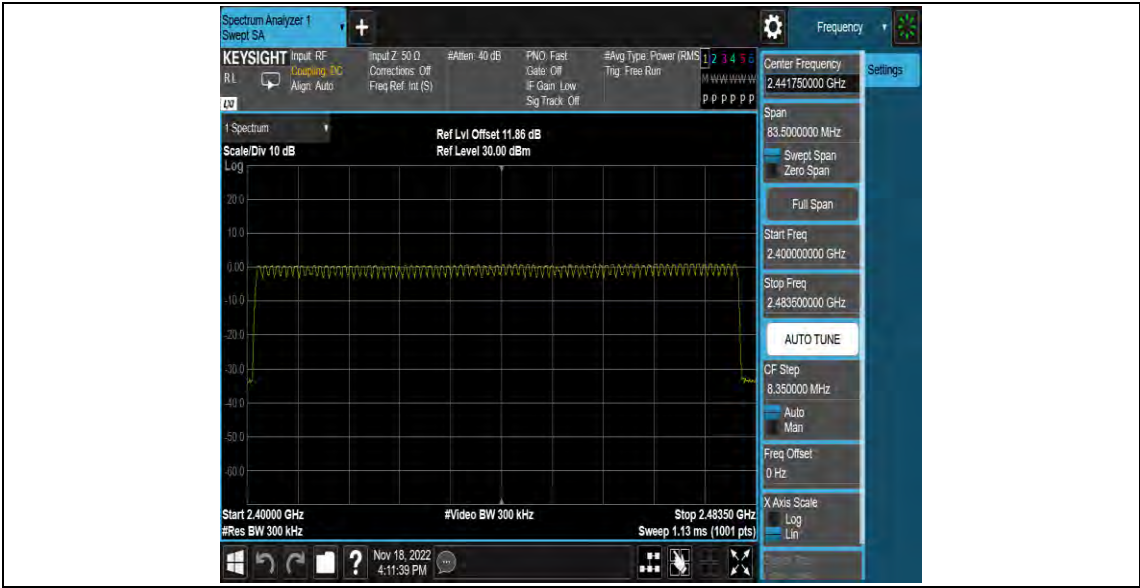 Spectrum Analyzer 1
Swept SA
+
Frequency
KEYSIGHT
R L
LXI
Input: RF
Coupling: DC
Align: Auto
Input Z: 50 Ω
Corrections: Off
Freq Ref: Int (S)
#Atten: 40 dB
PNO: Fast
Gate: Off
IF Gain: Low
Sig Track: Off
#Avg Type: Power (RMS
Trig: Free Run
1 2 3 4 5 6
M W W W W W
P P P P P P
Center Frequency
2.441750000 GHz
Settings
Span
83.5000000 MHz
Swept Span
Zero Span
Full Span
Start Freq
2.400000000 GHz
Stop Freq
2.483500000 GHz
AUTO TUNE
CF Step
8.350000 MHz
Auto
Man
Freq Offset
0 Hz
X Axis Scale
Log
Lin
1 Spectrum
Scale/Div 10 dB
Ref Lvl Offset 11.86 dB
Ref Level 30.00 dBm
Log
20.0
10.0
0.00
-10.0
-20.0
-30.0
-40.0
-50.0
-60.0
Start 2.40000 GHz
#Res BW 300 kHz
#Video BW 300 kHz
Stop 2.48350 GHz
Sweep 1.13 ms (1001 pts)
?
Nov 18, 2022
4:11:39 PM